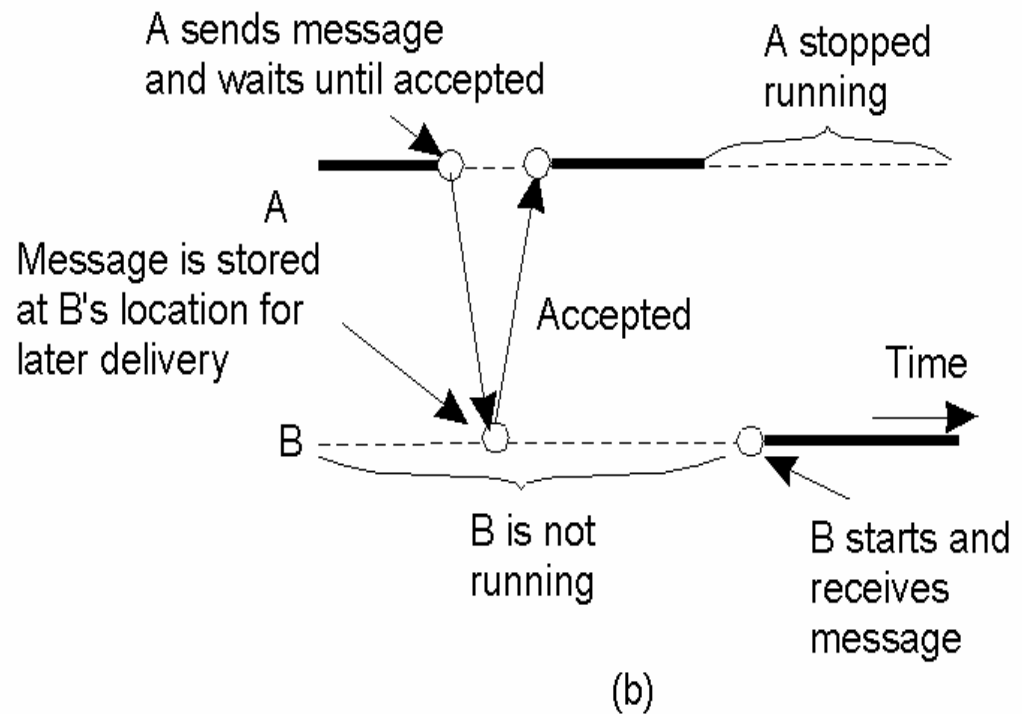 A sends message
and waits until accepted
A stopped
running
A
Message is stored
at B's location for
later delivery
Accepted
Time
B
B is not
running
B starts and
receives
message
(b)